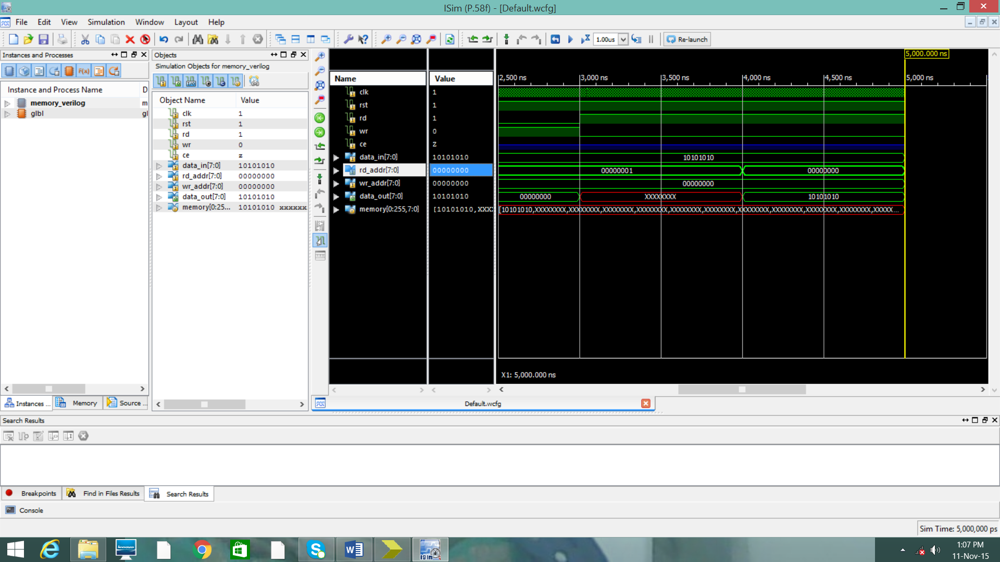 ISim (P.58f) - [Default.wcfg]
File Edit View Simulation Window Layout Help
1.00us Re-launch
Instances and Processes
Instance and Process Name D
memory_verilog m
glbl gl
Instances ... Memory Source ...
Objects
Simulation Objects for memory_verilog
Object Name Value
clk 1
rst 1
rd 1
wr 0
ce z
data_in[7:0] 10101010
rd_addr[7:0] 00000000
wr_addr[7:0] 00000000
data_out[7:0] 10101010
memory[0:25... 10101010 xxxxxx
Name Value
clk 1
rst 1
rd 1
wr 0
ce z
data_in[7:0] 10101010
rd_addr[7:0] 00000000
wr_addr[7:0] 00000000
data_out[7:0] 10101010
memory[0:255,7:0] [10101010,XXX
5,000.000 ns
2,500 ns 3,000 ns 3,500 ns 4,000 ns 4,500 ns 5,000 ns
10101010
00000001 00000000
00000000
00000000 XXXXXXXX 10101010
[10101010,XXXXXXXX,XXXXXXXX,XXXXXXXX,XXXXXXXX,XXXXXXXX,XXXXXXXX,XXXXXXXX,XXXXXXXX,XXXXXXXX,XXXXXXXX,XXXXX...
X1: 5,000.000 ns
Default.wcfg
Search Results
Breakpoints Find in Files Results Search Results
Console
Sim Time: 5,000,000 ps
lenovo
ISim
1:07 PM
11-Nov-15